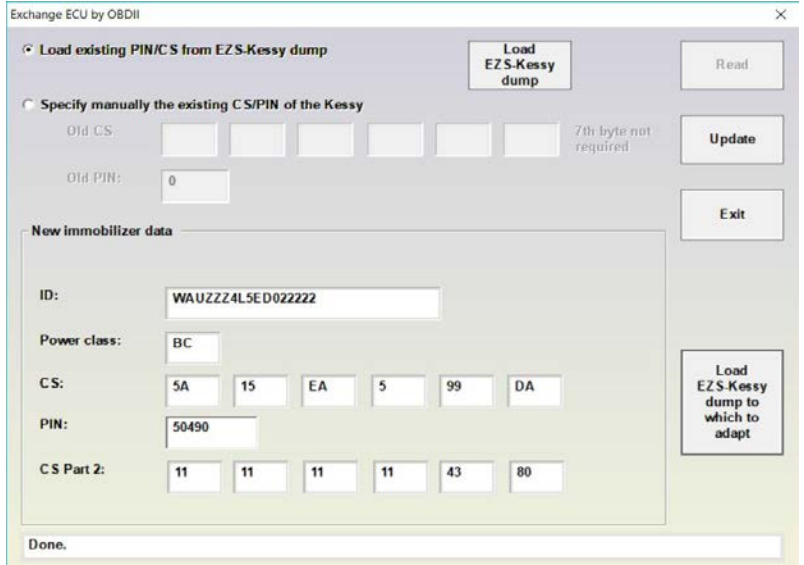 Exchange ECU by OBDII
Load existing PIN/CS from EZS-Kessy dump
Load
EZS-Kessy
dump
Read
Specify manually the existing CS/PIN of the Kessy
Old CS
7th byte not
required
Update
Old PIN:
0
Exit
New immobilizer data
ID:
WAUZZZ4L5ED022222
Power class:
BC
CS:
5A 15 EA 5 99 DA
Load
EZS-Kessy
dump to
which to
adapt
PIN:
50490
CS Part 2:
11 11 11 11 43 80
Done.